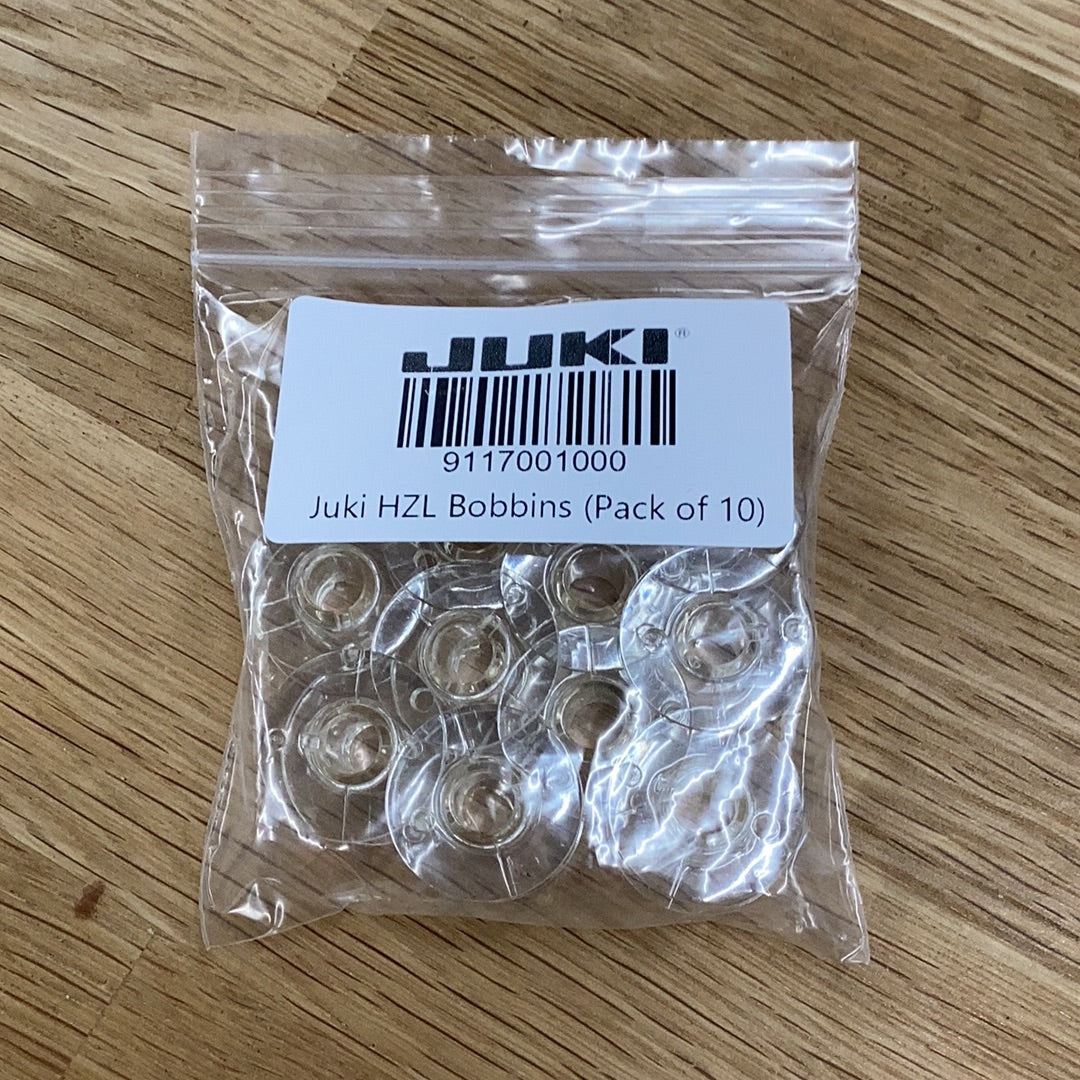 JUKI®
9117001000
Juki HZL Bobbins (Pack of 10)